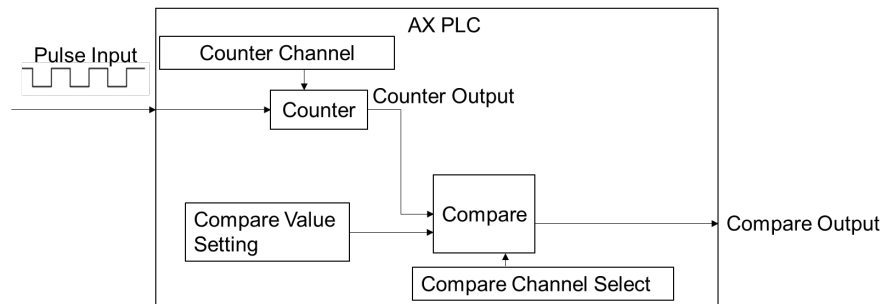 AX PLC
Pulse Input
Counter Channel
Counter
Counter Output
Compare Value
Setting
Compare
Compare Output
Compare Channel Select